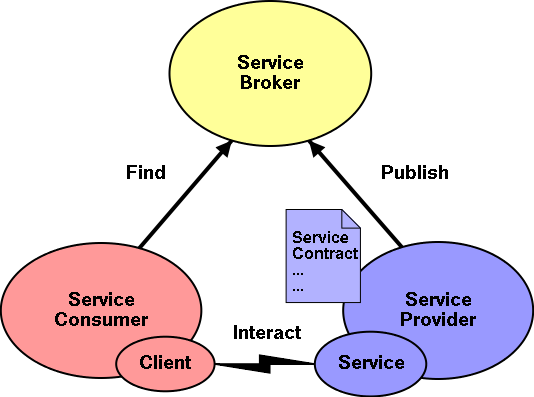 Service
Broker
Find
Publish
Service
Contract
...
...
Service
Consumer
Service
Provider
Interact
Client
Service